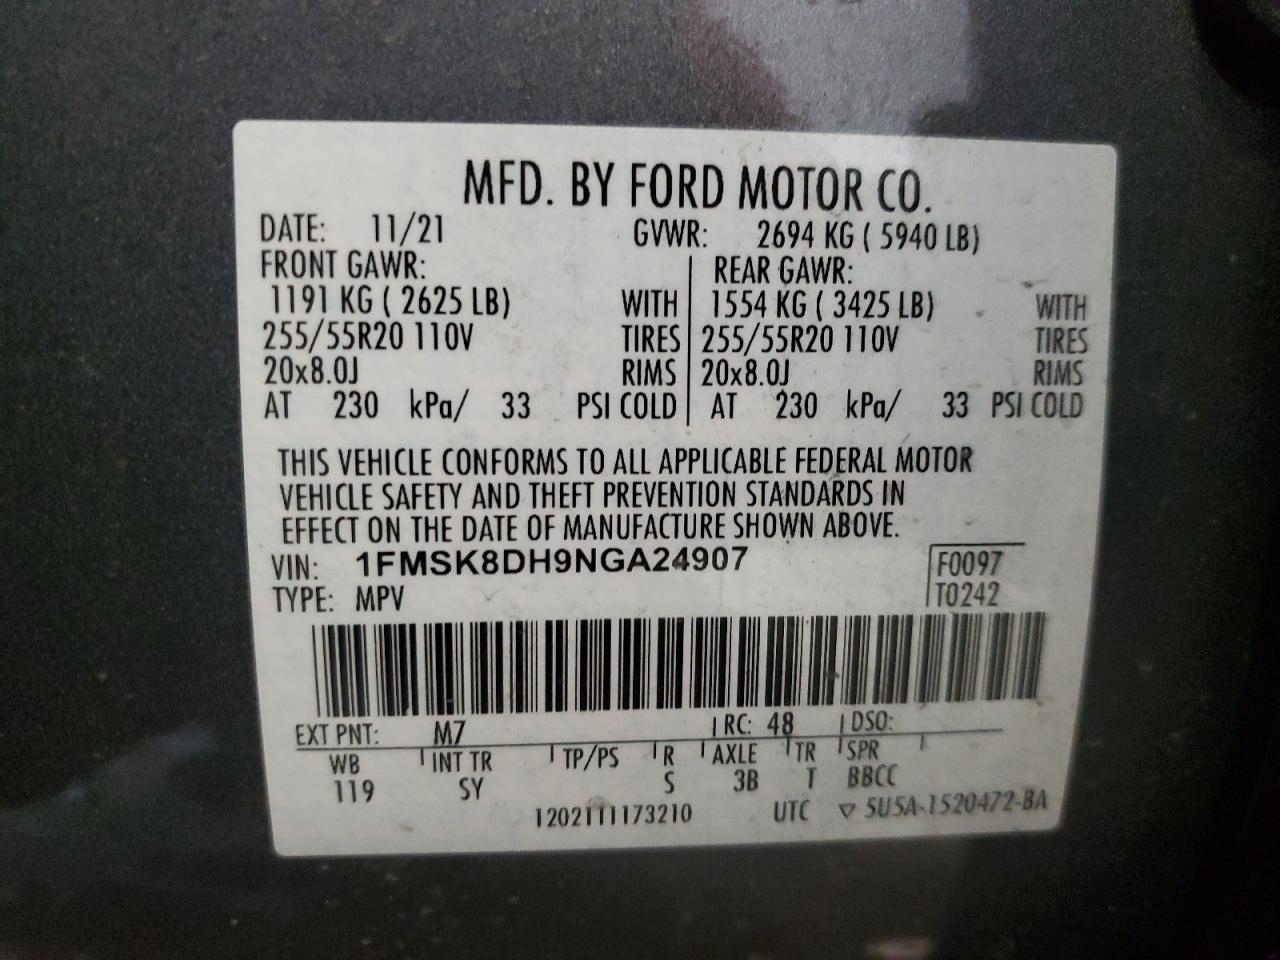 MFD. BY FORD MOTOR CO.
DATE: 11/21 GVWR: 2694 KG ( 5940 LB)
FRONT GAWR: REAR GAWR:
1191 KG ( 2625 LB) WITH 1554 KG ( 3425 LB) WITH
255/55R20 110V TIRES 255/55R20 110V TIRES
20x8.0J RIMS 20x8.0J RIMS
AT 230 kPa/ 33 PSI COLD AT 230 kPa/ 33 PSI COLD
THIS VEHICLE CONFORMS TO ALL APPLICABLE FEDERAL MOTOR
VEHICLE SAFETY AND THEFT PREVENTION STANDARDS IN
EFFECT ON THE DATE OF MANUFACTURE SHOWN ABOVE.
VIN: 1FMSK8DH9NGA24907 F0097
TYPE: MPV T0242
EXT PNT: M7 RC: 48 DSO:
WB INT TR TP/PS R AXLE TR SPR
119 SY S 3B T BBCC
1202111173210 UTC ▽ 5U5A-1520472-BA